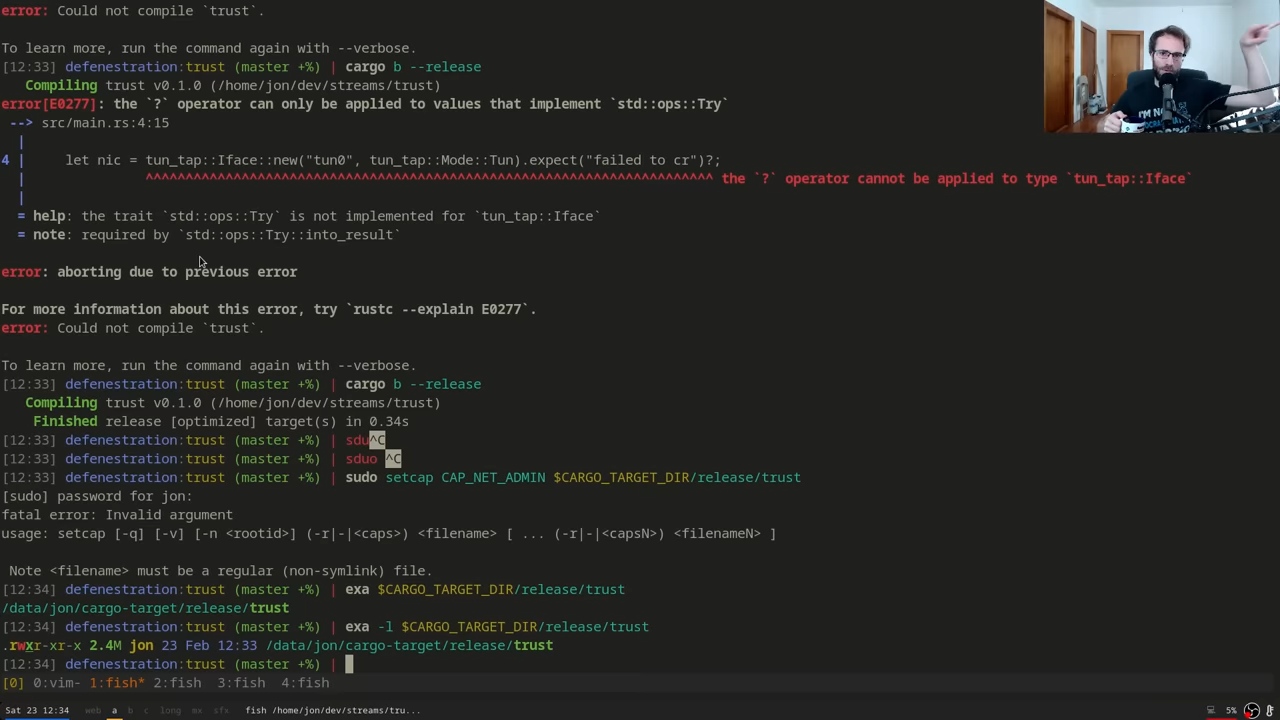 error: Could not compile `trust`.
To learn more, run the command again with --verbose.
[12:33] defenestration:trust (master +%) | cargo b --release
Compiling trust v0.1.0 (/home/jon/dev/streams/trust)
error[E0277]: the `?` operator can only be applied to values that implement `std::ops::Try`
--> src/main.rs:4:15
|
4 | let nic = tun_tap::Iface::new("tun0", tun_tap::Mode::Tun).expect("failed to cr")?;
| ^^^^^^^^^^^^^^^^^^^^^^^^^^^^^^^^^^^^^^^^^^^^^^^^^^^^^^^^^^^^^ the `?` operator cannot be applied to type `tun_tap::Iface`
|
= help: the trait `std::ops::Try` is not implemented for `tun_tap::Iface`
= note: required by `std::ops::Try::into_result`
error: aborting due to previous error
For more information about this error, try `rustc --explain E0277`.
error: Could not compile `trust`.
To learn more, run the command again with --verbose.
[12:33] defenestration:trust (master +%) | cargo b --release
Compiling trust v0.1.0 (/home/jon/dev/streams/trust)
Finished release [optimized] target(s) in 0.34s
[12:33] defenestration:trust (master +%) | sdu^C
[12:33] defenestration:trust (master +%) | sduo ^C
[12:33] defenestration:trust (master +%) | sudo setcap CAP_NET_ADMIN $CARGO_TARGET_DIR/release/trust
[sudo] password for jon:
fatal error: Invalid argument
usage: setcap [-q] [-v] [-n <rootid>] (-r|-|<caps>) <filename> [ ... (-r|-|<capsN>) <filenameN> ]
Note <filename> must be a regular (non-symlink) file.
[12:34] defenestration:trust (master +%) | exa $CARGO_TARGET_DIR/release/trust
/data/jon/cargo-target/release/trust
[12:34] defenestration:trust (master +%) | exa -l $CARGO_TARGET_DIR/release/trust
.rwxr-xr-x 2.4M jon 23 Feb 12:33 /data/jon/cargo-target/release/trust
[12:34] defenestration:trust (master +%) |
[0] 0:vim- 1:fish* 2:fish 3:fish 4:fish
Sat 23 12:34 web a b c long mx sfx fish /home/jon/dev/streams/tru... 5%